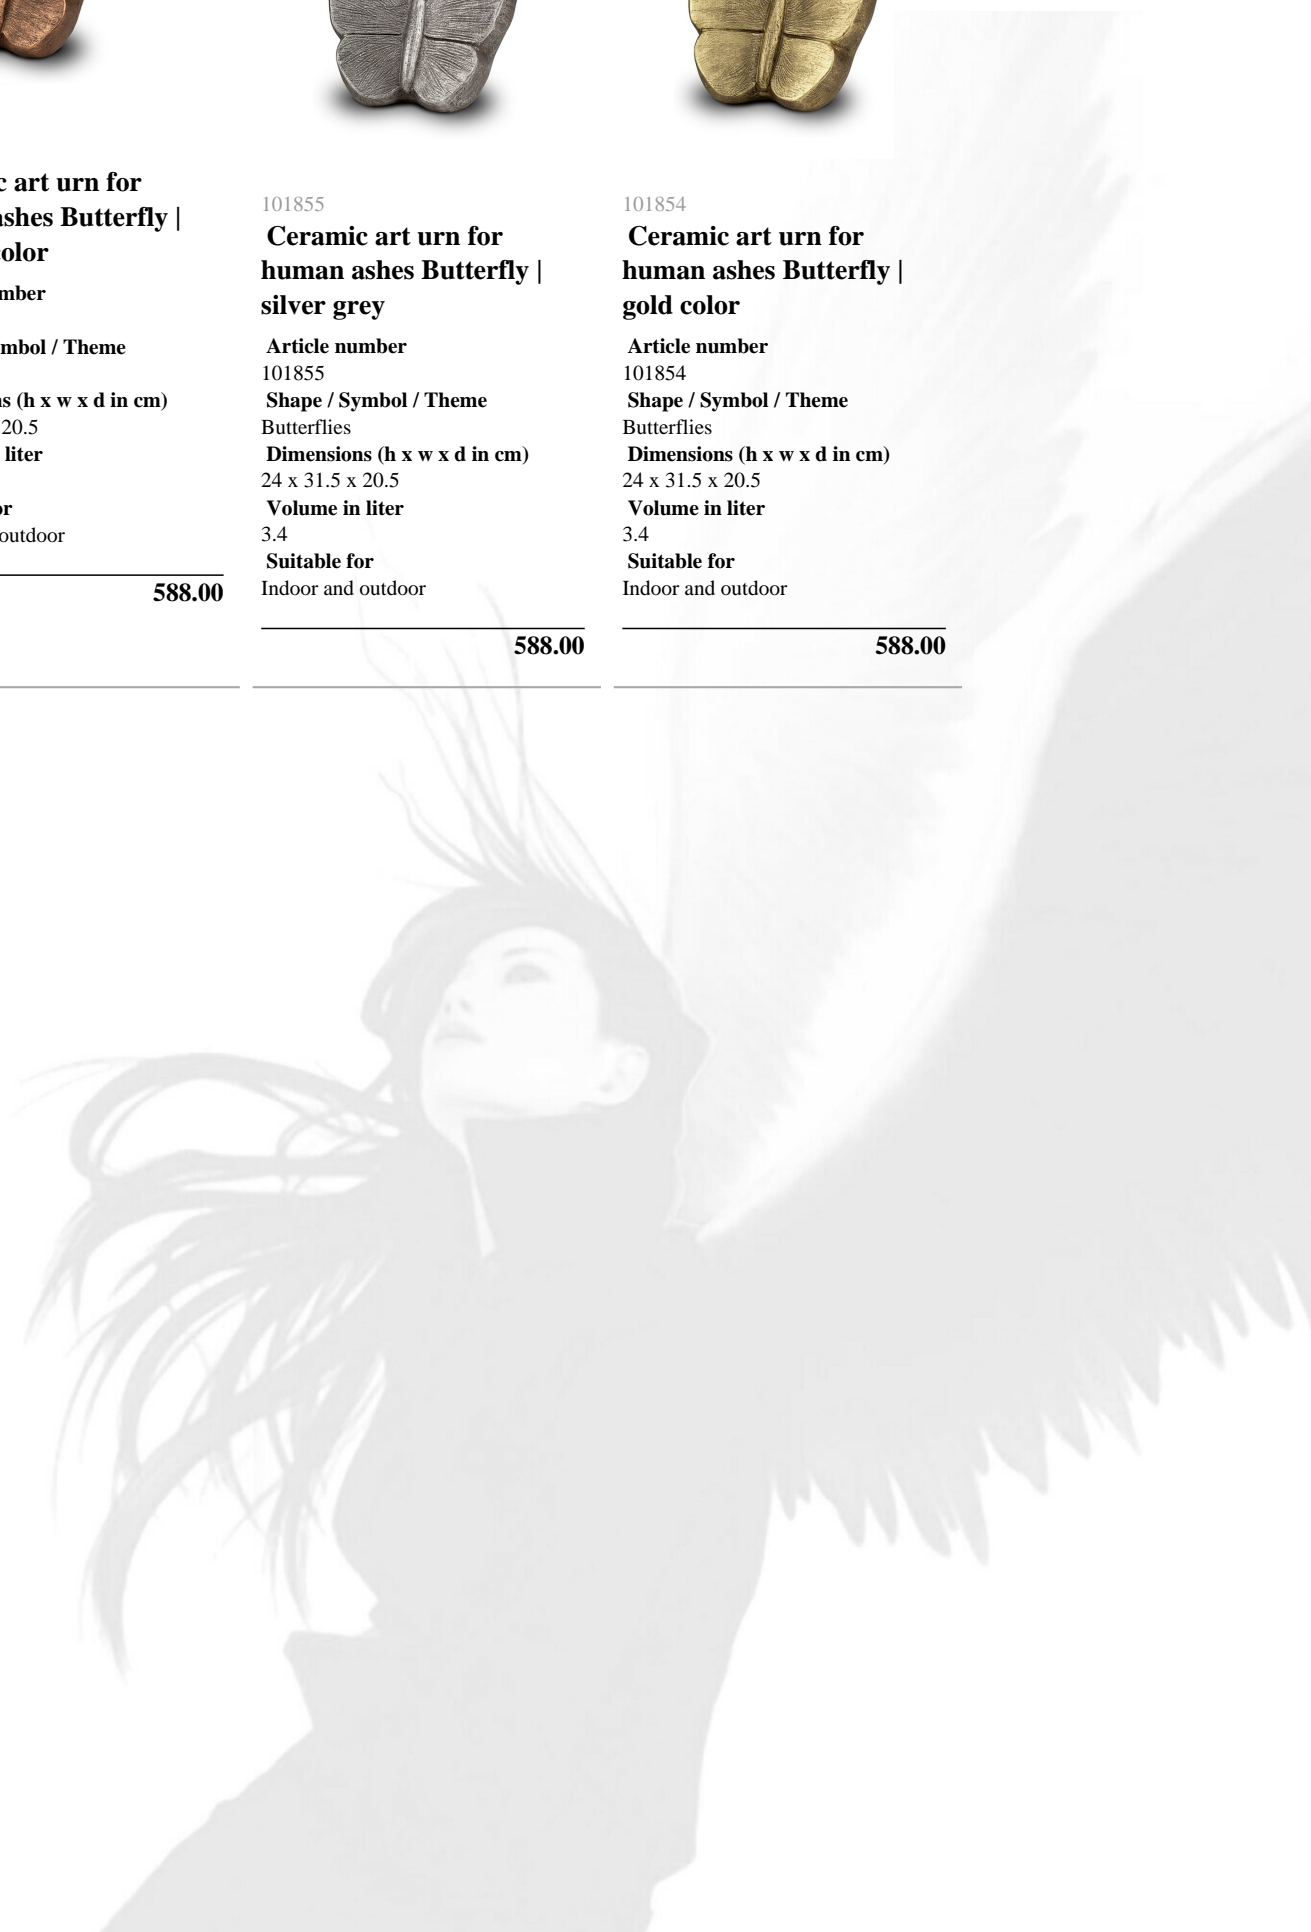 c art urn for
ashes Butterfly |
color
mber
mbol / Theme
s (h x w x d in cm)
20.5
liter
or
outdoor
588.00
101855
Ceramic art urn for
human ashes Butterfly |
silver grey
Article number
101855
Shape / Symbol / Theme
Butterflies
Dimensions (h x w x d in cm)
24 x 31.5 x 20.5
Volume in liter
3.4
Suitable for
Indoor and outdoor
588.00
101854
Ceramic art urn for
human ashes Butterfly |
gold color
Article number
101854
Shape / Symbol / Theme
Butterflies
Dimensions (h x w x d in cm)
24 x 31.5 x 20.5
Volume in liter
3.4
Suitable for
Indoor and outdoor
588.00